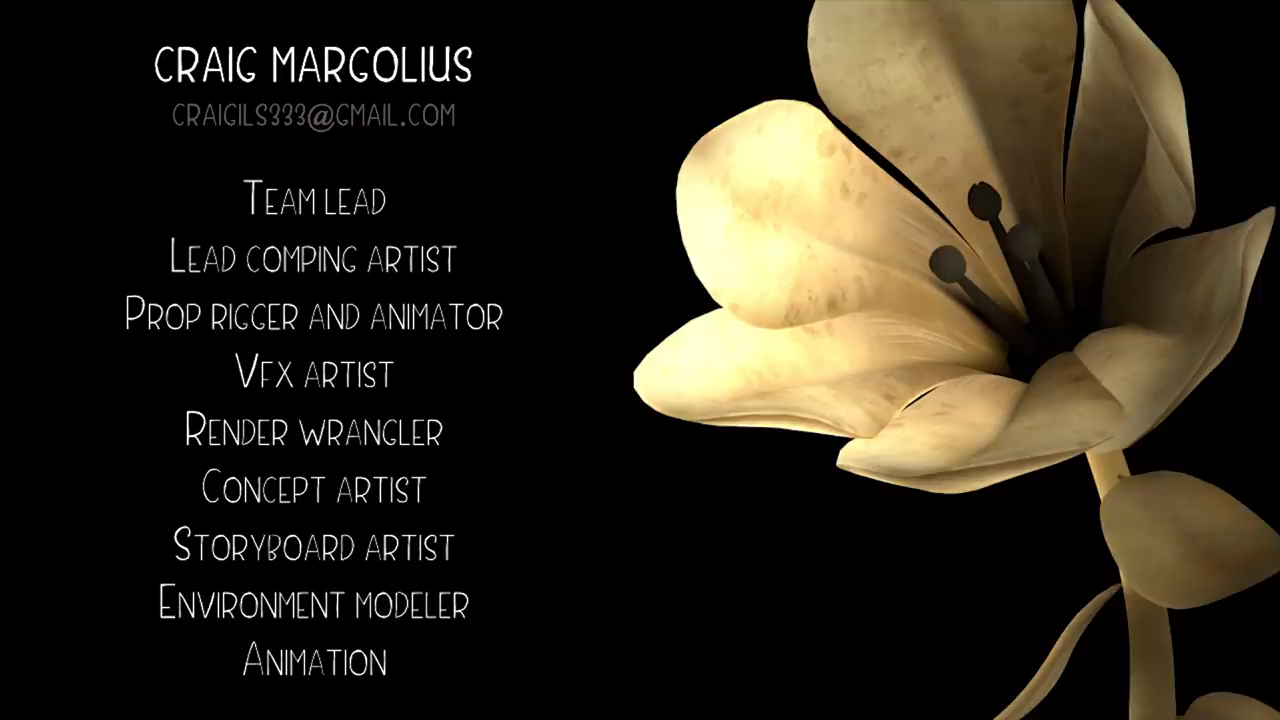 CRAIG MARGOLIUS
CRAIGILS333@GMAIL.COM
TEAM LEAD
LEAD COMPING ARTIST
PROP RIGGER AND ANIMATOR
VFX ARTIST
RENDER WRANGLER
CONCEPT ARTIST
STORYBOARD ARTIST
ENVIRONMENT MODELER
ANIMATION